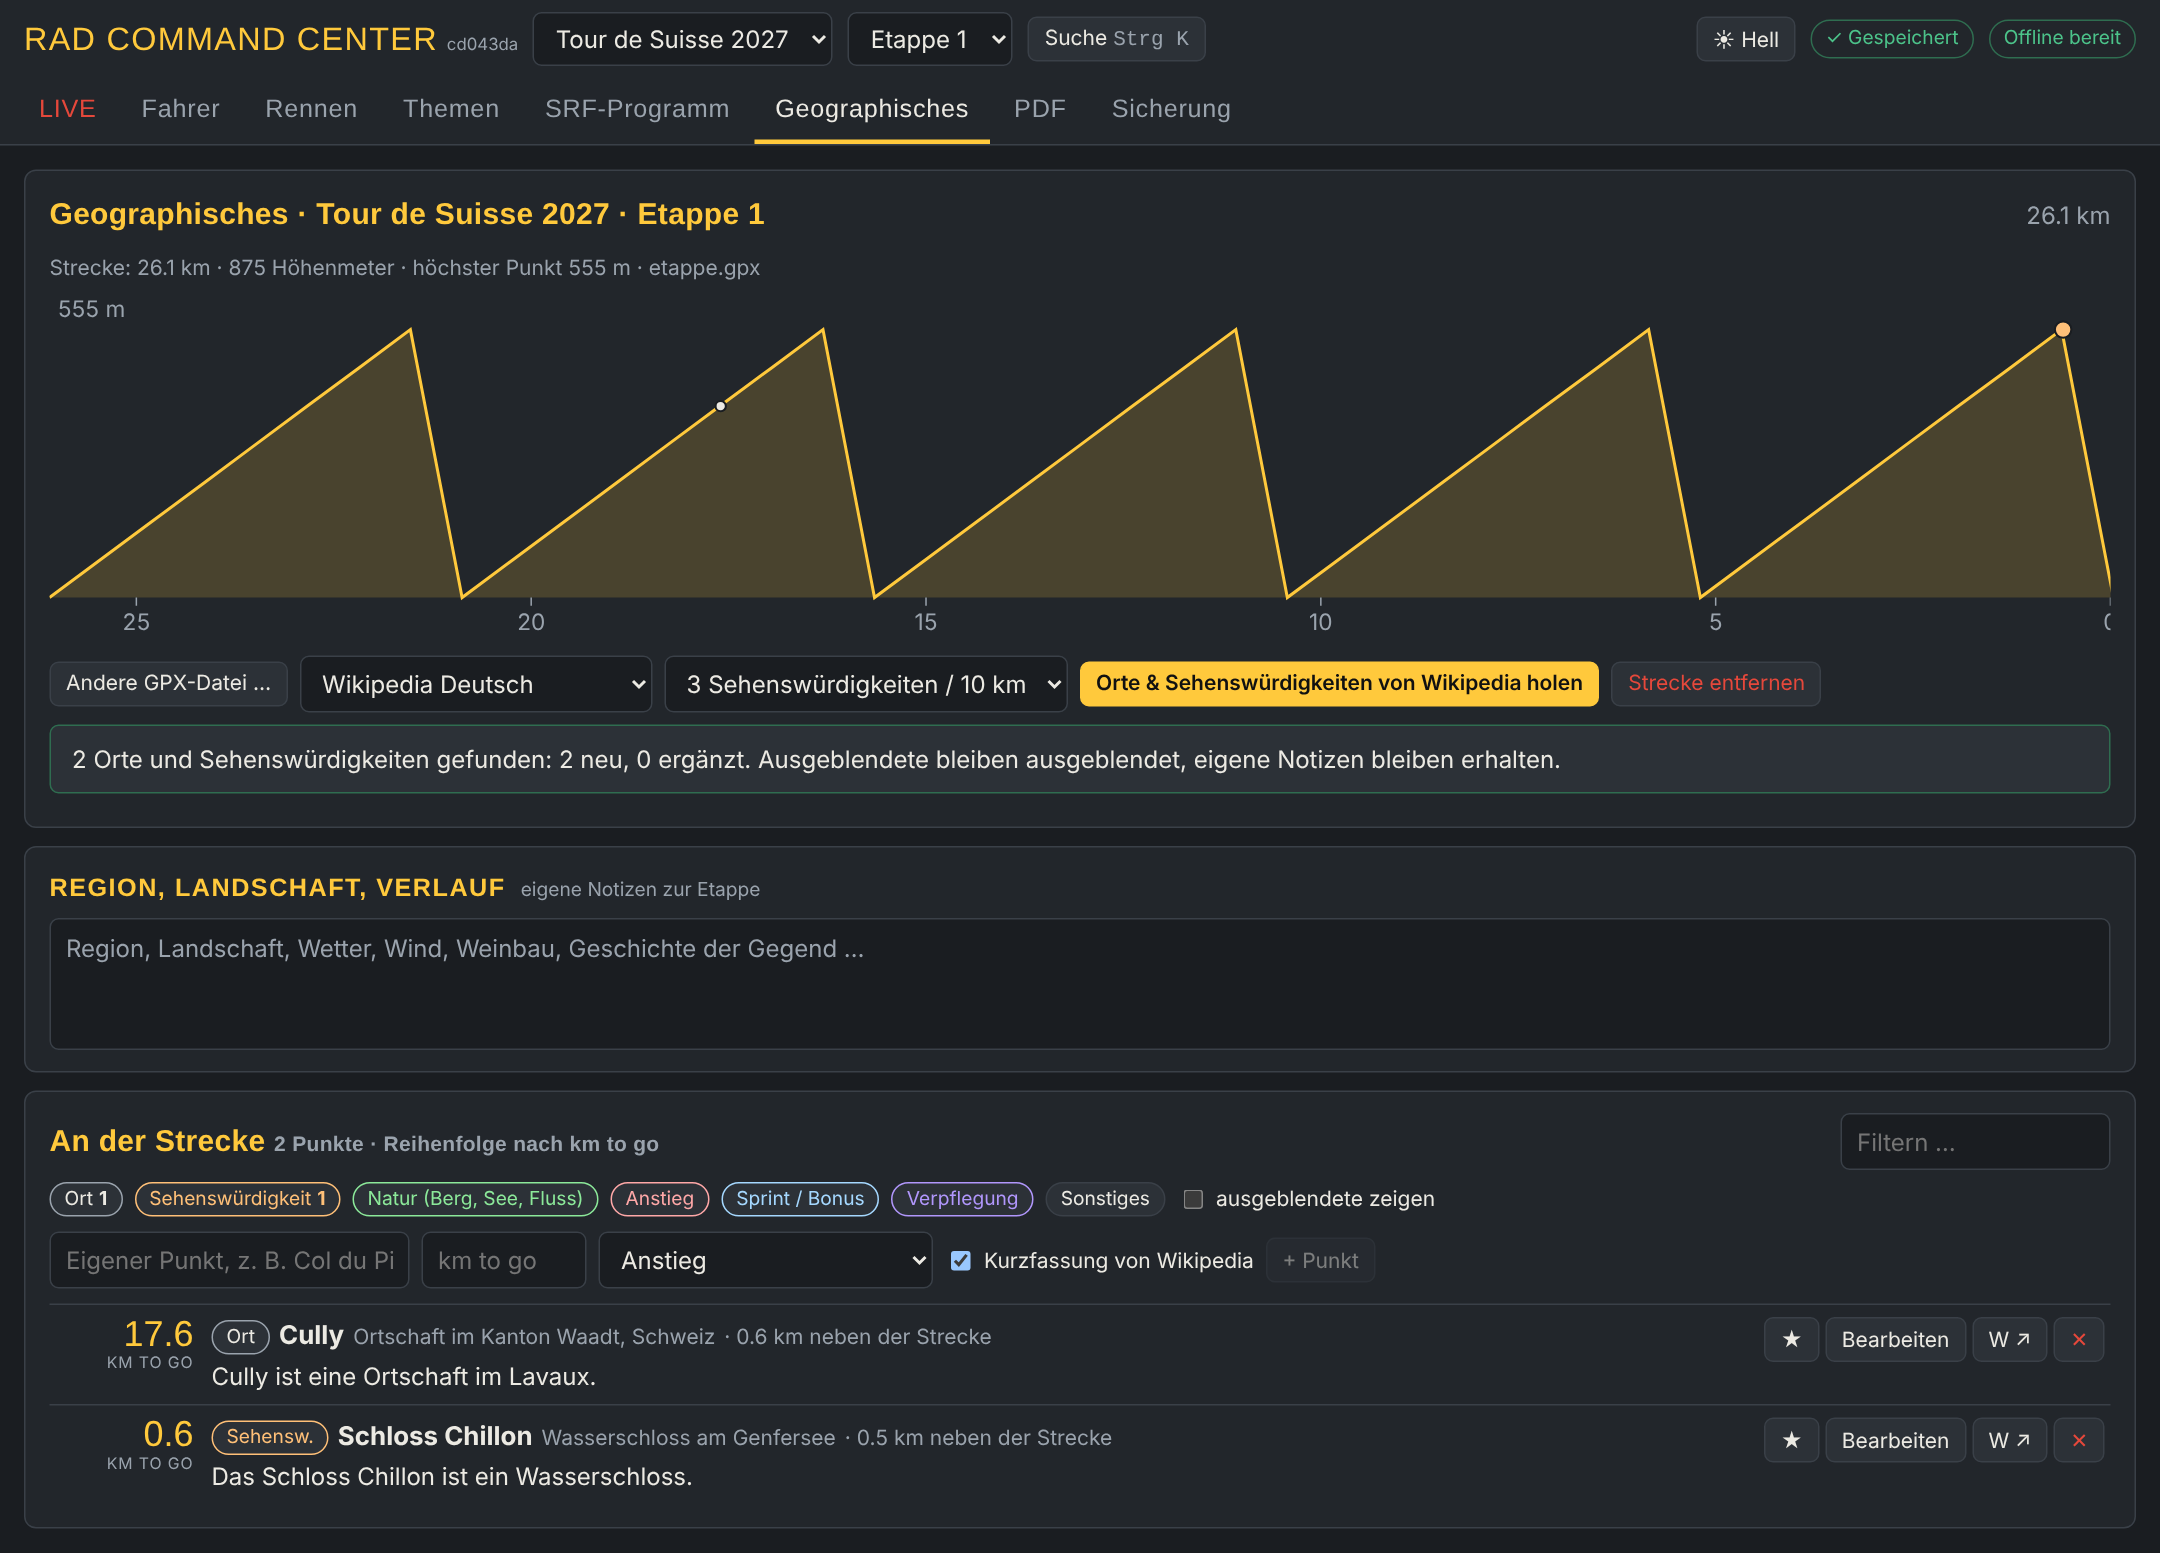 RAD COMMAND CENTER cd043da Tour de Suisse 2027 Etappe 1 Suche Strg K ☀ Hell ✓ Gespeichert Offline bereit
LIVE Fahrer Rennen Themen SRF-Programm Geographisches PDF Sicherung
Geographisches · Tour de Suisse 2027 · Etappe 1 26.1 km
Strecke: 26.1 km · 875 Höhenmeter · höchster Punkt 555 m · etappe.gpx
555 m
25 20 15 10 5 0
Andere GPX-Datei ... Wikipedia Deutsch 3 Sehenswürdigkeiten / 10 km Orte & Sehenswürdigkeiten von Wikipedia holen Strecke entfernen
2 Orte und Sehenswürdigkeiten gefunden: 2 neu, 0 ergänzt. Ausgeblendete bleiben ausgeblendet, eigene Notizen bleiben erhalten.
REGION, LANDSCHAFT, VERLAUF eigene Notizen zur Etappe
Region, Landschaft, Wetter, Wind, Weinbau, Geschichte der Gegend ...
An der Strecke 2 Punkte · Reihenfolge nach km to go Filtern ...
Ort 1 Sehenswürdigkeit 1 Natur (Berg, See, Fluss) Anstieg Sprint / Bonus Verpflegung Sonstiges ausgeblendete zeigen
Eigener Punkt, z. B. Col du Pi km to go Anstieg Kurzfassung von Wikipedia + Punkt
17.6 Ort Cully Ortschaft im Kanton Waadt, Schweiz · 0.6 km neben der Strecke ★ Bearbeiten W ↗ ✕
KM TO GO
Cully ist eine Ortschaft im Lavaux.
0.6 Sehensw. Schloss Chillon Wasserschloss am Genfersee · 0.5 km neben der Strecke ★ Bearbeiten W ↗ ✕
KM TO GO
Das Schloss Chillon ist ein Wasserschloss.